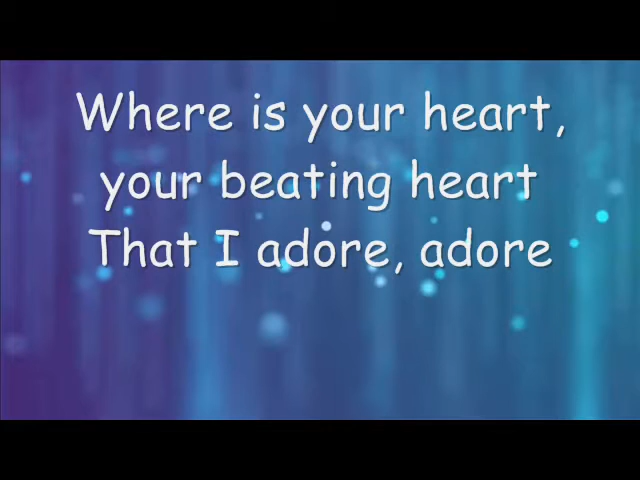 Where is your heart,
your beating heart
That I adore, adore